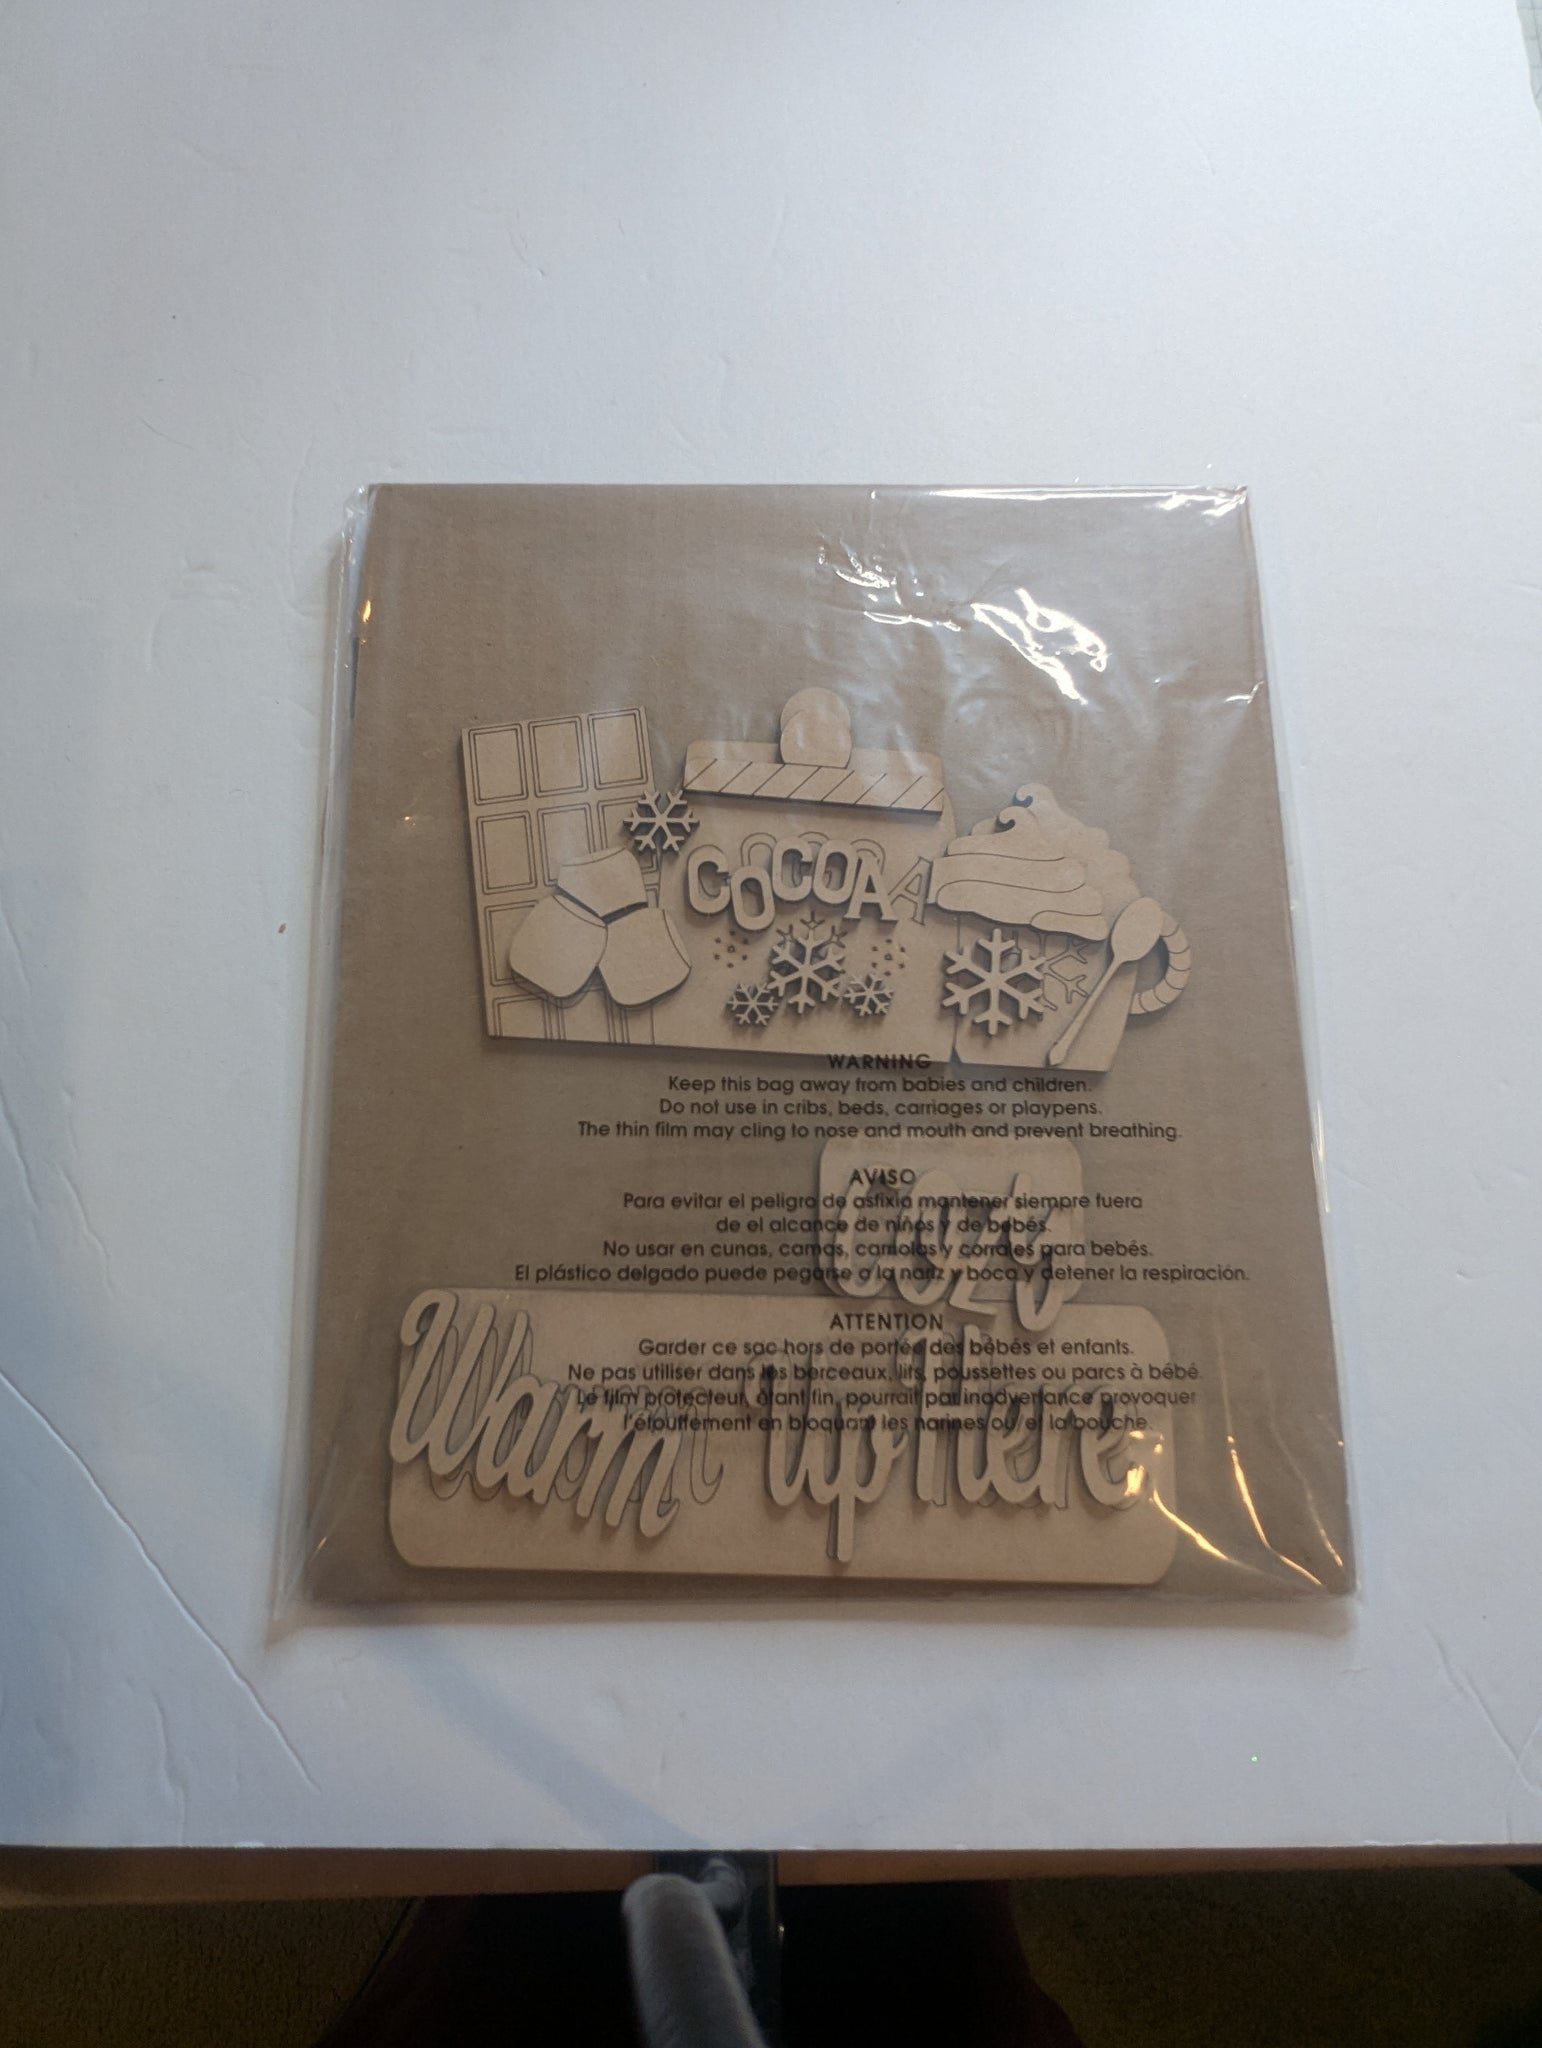 COCOA
WARNING
Keep this bag away from babies and children.
Do not use in cribs, beds, carriages or playpens.
The thin film may cling to nose and mouth and prevent breathing.
AVISO
Para evitar el peligro de asfixia mantener siempre fuera
de el alcance de niños y de bebés.
No usar en cunas, camas, carriolas y corrales para bebés.
El plástico delgado puede pegarse a la nariz y boca y detener la respiración.
COZY
ATTENTION
Garder ce sac hors de portée des bébés et enfants.
Ne pas utiliser dans les berceaux, lits, poussettes ou parcs à bébé.
Le film protecteur, étant fin, pourrait par inadvertance provoquer
l'étouffement en bloquant les narines ou/et la bouche.
Warm Up Here